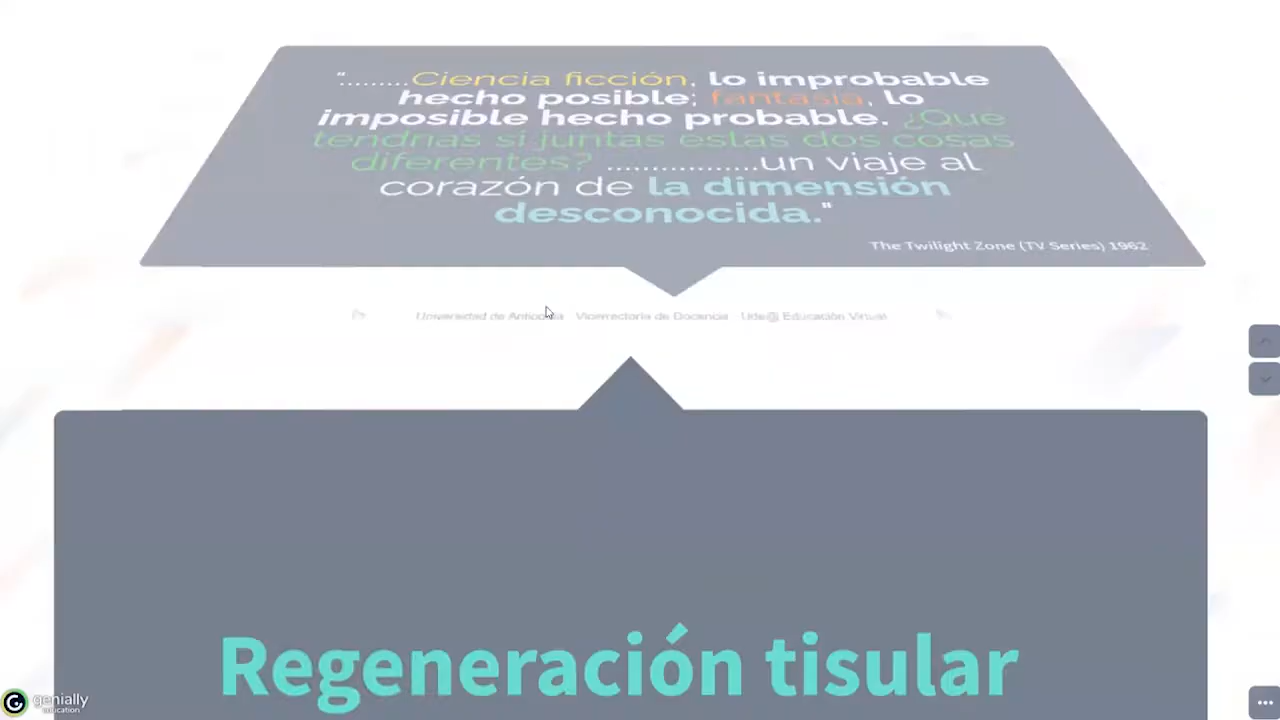 "........Ciencia ficción, lo improbable
hecho posible; fantasía, lo
imposible hecho probable. ¿Que
tendrías si juntas estas dos cosas
diferentes? ................un viaje al
corazón de la dimensión
desconocida."
The Twilight Zone (TV Series) 1962
Universidad de Antioquia Vicerrectoría de Docencia Ude@ Educación Virtual
Regeneración tisular
genially
education